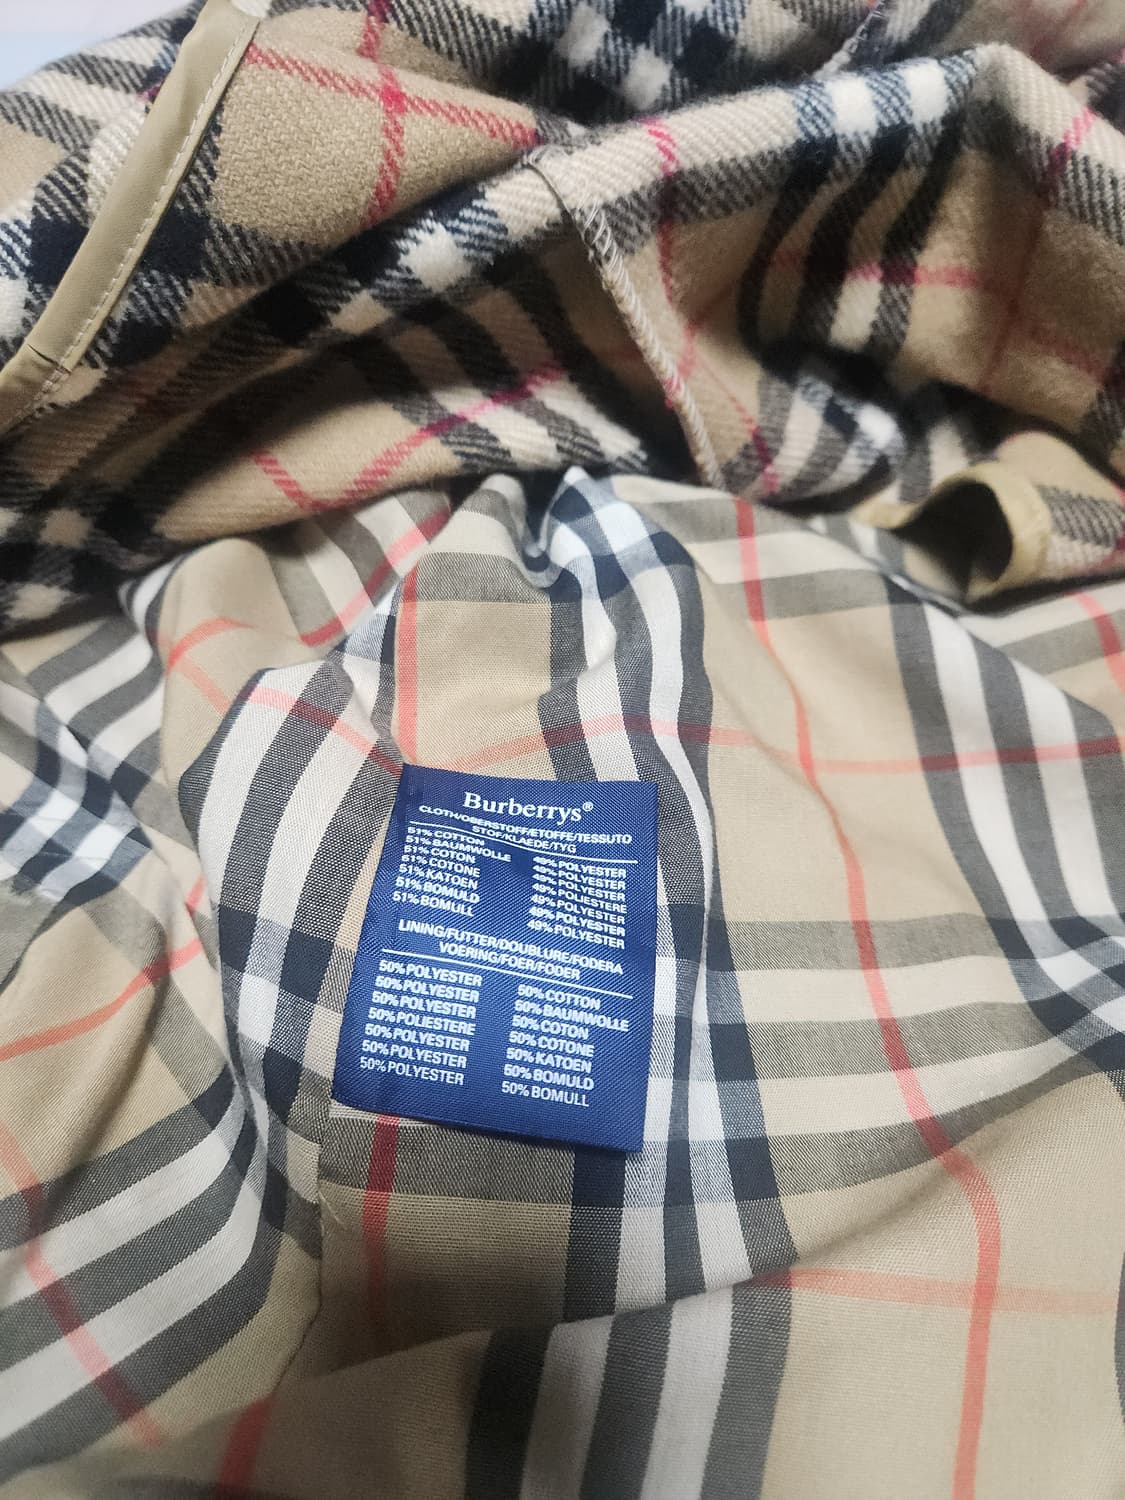 Burberrys®
CLOTH/OBERSTOFF/ETOFFE/TESSUTO
STOF/KLAEDE/TYG
51% COTTON 49% POLYESTER
51% BAUMWOLLE 49% POLYESTER
51% COTON 49% POLYESTER
51% COTONE 49% POLIESTERE
51% KATOEN 49% POLYESTER
51% BOMULD 49% POLYESTER
51% BOMULL 49% POLYESTER
LINING/FUTTER/DOUBLURE/FODERA
VOERING/FOER/FODER
50% POLYESTER 50% COTTON
50% POLYESTER 50% BAUMWOLLE
50% POLYESTER 50% COTON
50% POLIESTERE 50% COTONE
50% POLYESTER 50% KATOEN
50% POLYESTER 50% BOMULD
50% POLYESTER 50% BOMULL